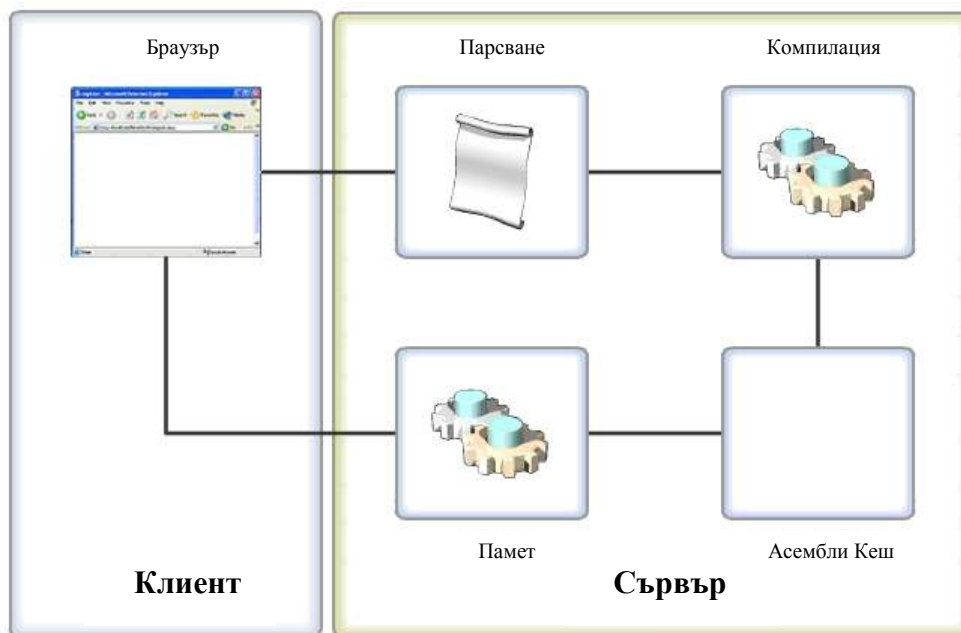 Браузър
Парсване
Компилация
Памет
Асембли Кеш
Клиент
Сървър